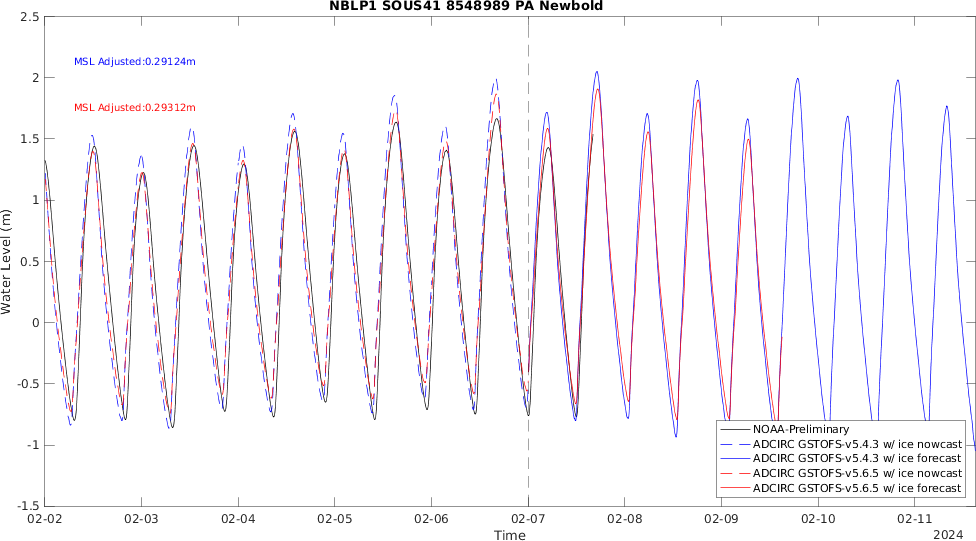 NBLP1 SOUS41 8548989 PA Newbold
2.5
2
1.5
1
0.5
0
-0.5
-1
-1.5
Water Level (m)
MSL Adjusted:0.29124m
MSL Adjusted:0.29312m
NOAA-Preliminary
ADCIRC GSTOFS-v5.4.3 w/ ice nowcast
ADCIRC GSTOFS-v5.4.3 w/ ice forecast
ADCIRC GSTOFS-v5.6.5 w/ ice nowcast
ADCIRC GSTOFS-v5.6.5 w/ ice forecast
02-02 02-03 02-04 02-05 02-06 02-07 02-08 02-09 02-10 02-11
Time
2024